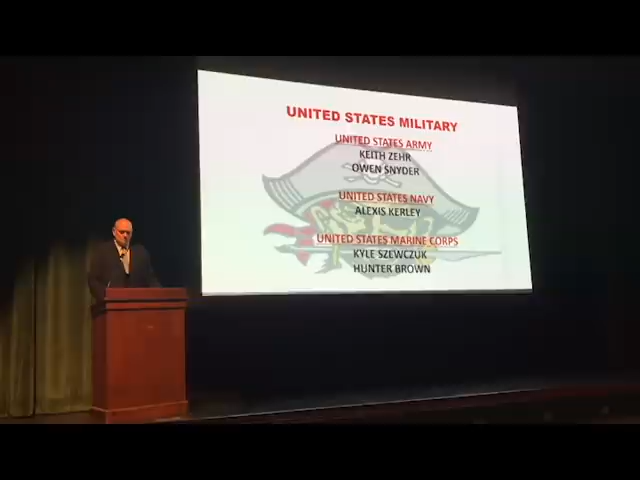 UNITED STATES MILITARY
UNITED STATES ARMY
KEITH ZEHR
OWEN SNYDER
UNITED STATES NAVY
ALEXIS KERLEY
UNITED STATES MARINE CORPS
KYLE SZEWCZUK
HUNTER BROWN